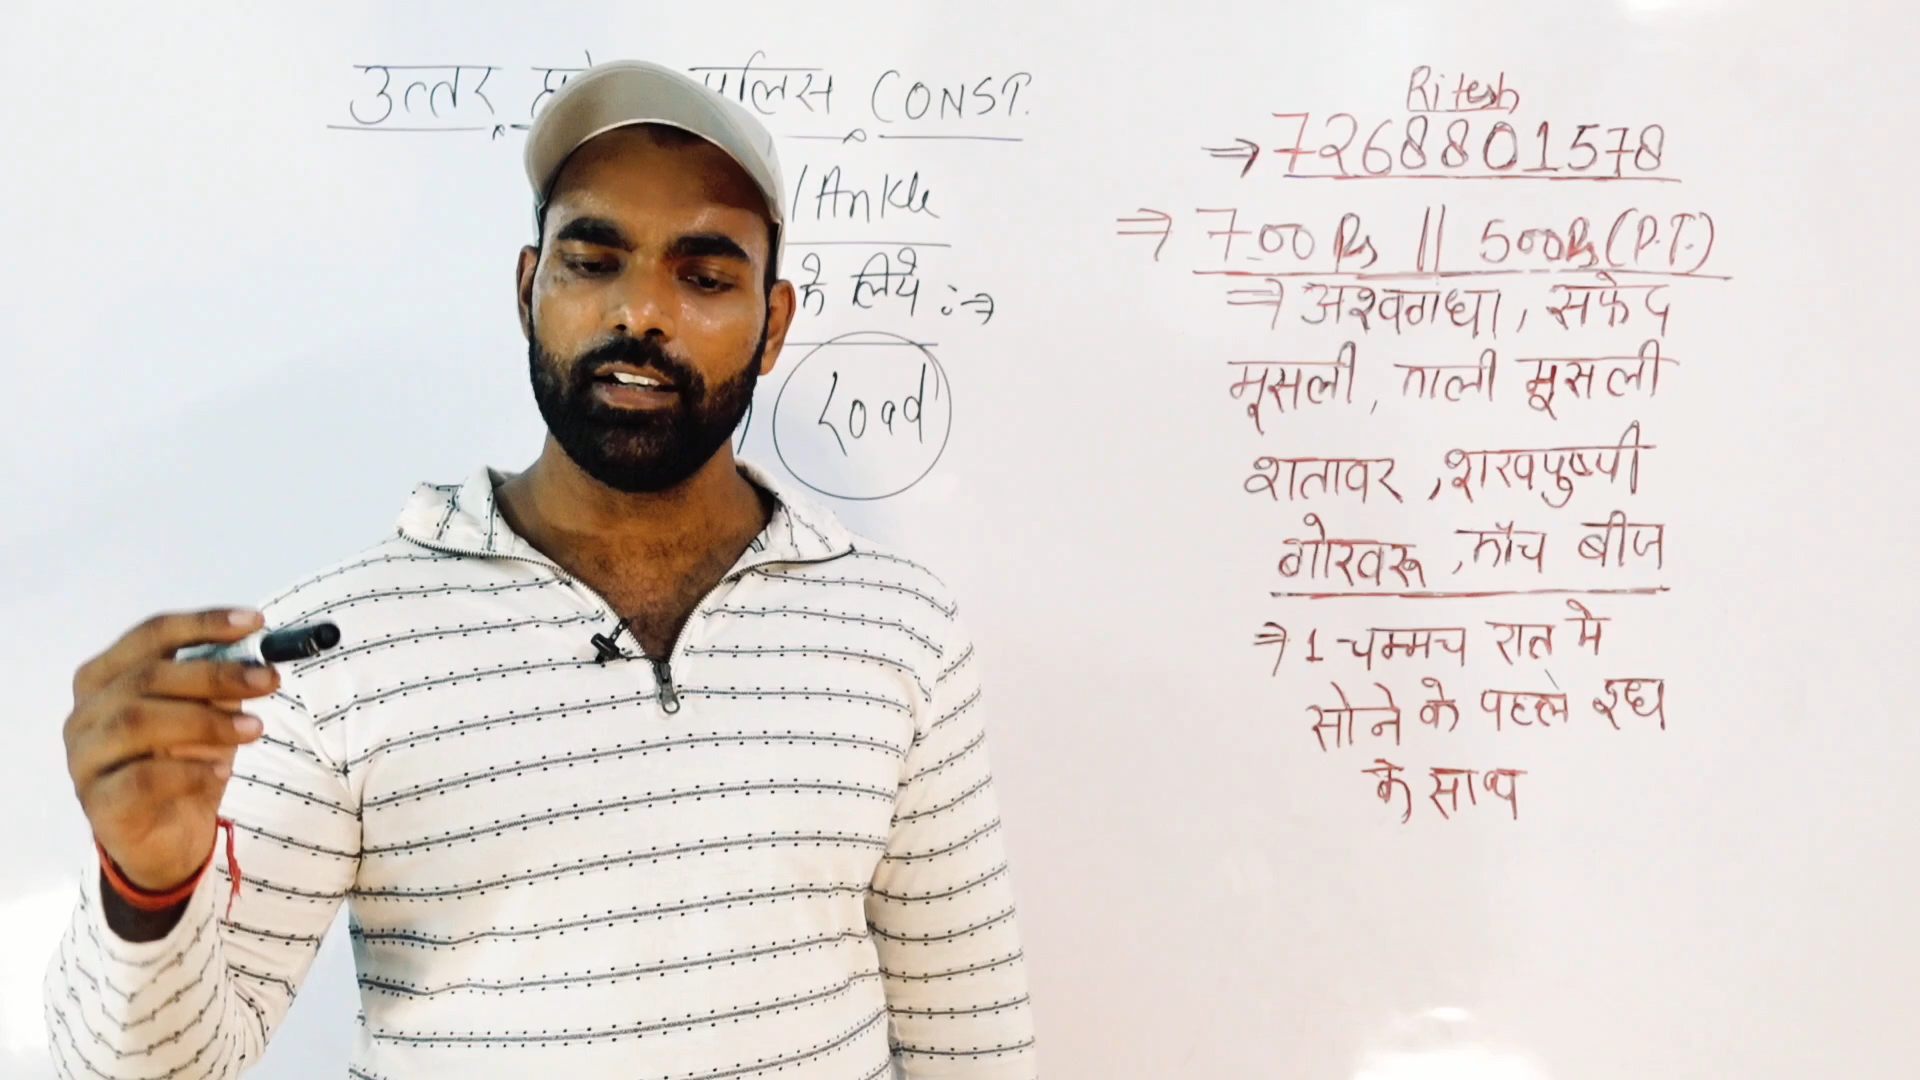 उत्तर पुलिस CONST.
/Ankle
के लिये :→
Road
Ritesh
⇒ 7268801578
⇒ 700 Rs || 500Rs (P.T.)
⇒ अश्वगंधा, सफेद
मूसली, काली मूसली
शतावर, शंखपुष्पी
गोखरू, कौंच बीज
⇒ 1 चम्मच रात मे
सोने के पहले दुध
के साथ